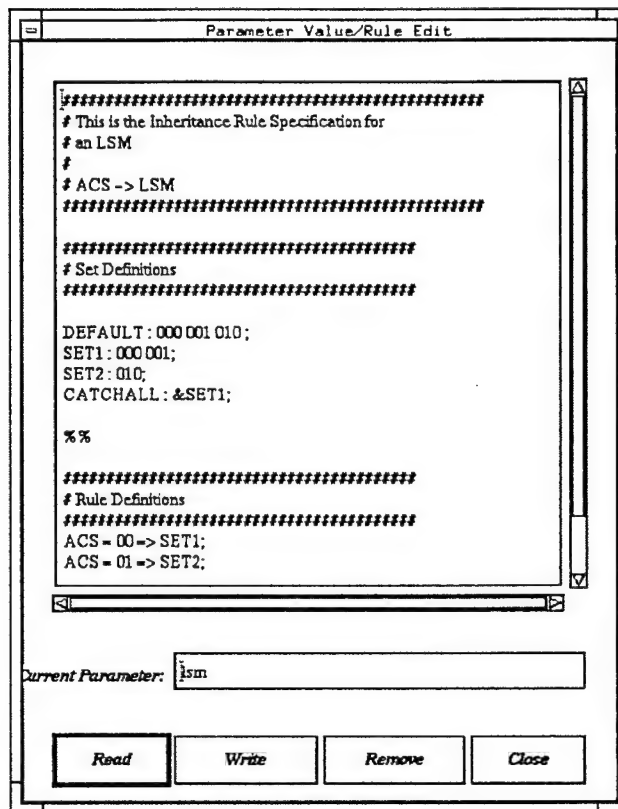 Parameter Value/Rule Edit
##################################################
# This is the Inheritance Rule Specification for
# an LSM
#
# ACS -> LSM
##################################################
##########################################
# Set Definitions
##########################################
DEFAULT : 000 001 010 ;
SET1 : 000 001;
SET2 : 010;
CATCHALL : &SET1;
%%
##########################################
# Rule Definitions
##########################################
ACS = 00 => SET1;
ACS = 01 => SET2;
Current Parameter: lsm
Read Write Remove Close